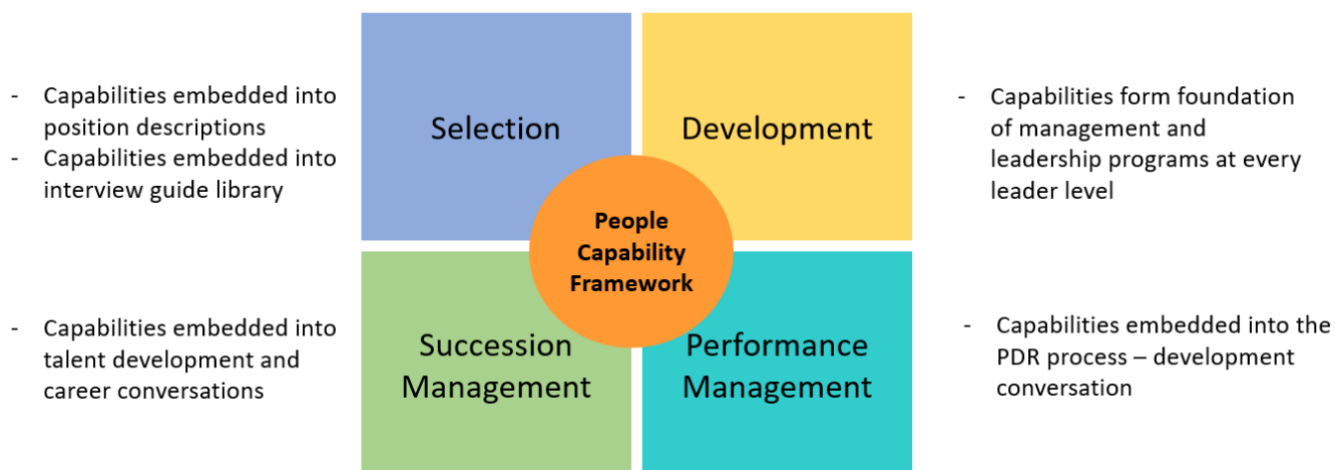 - Capabilities embedded into
position descriptions
- Capabilities embedded into
interview guide library
Selection
Development
- Capabilities form foundation
of management and
leadership programs at every
leader level
People
Capability
Framework
- Capabilities embedded into
talent development and
career conversations
Succession
Management
Performance
Management
- Capabilities embedded into the
PDR process – development
conversation